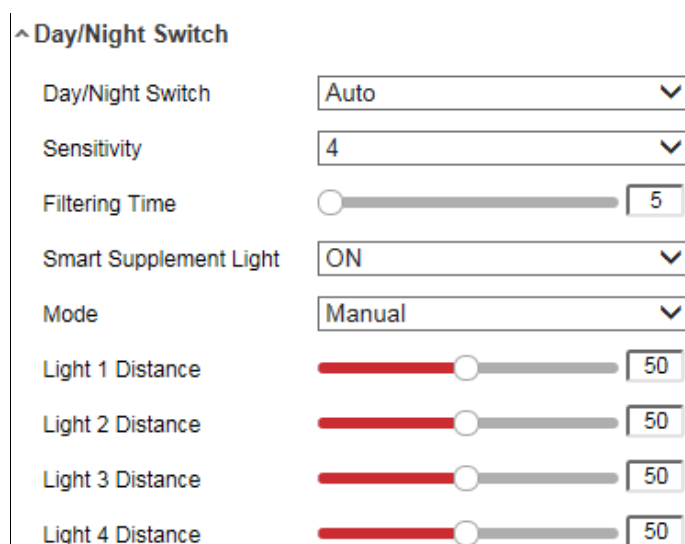 Day/Night Switch
Day/Night Switch Auto
Sensitivity 4
Filtering Time 5
Smart Supplement Light ON
Mode Manual
Light 1 Distance 50
Light 2 Distance 50
Light 3 Distance 50
Light 4 Distance 50